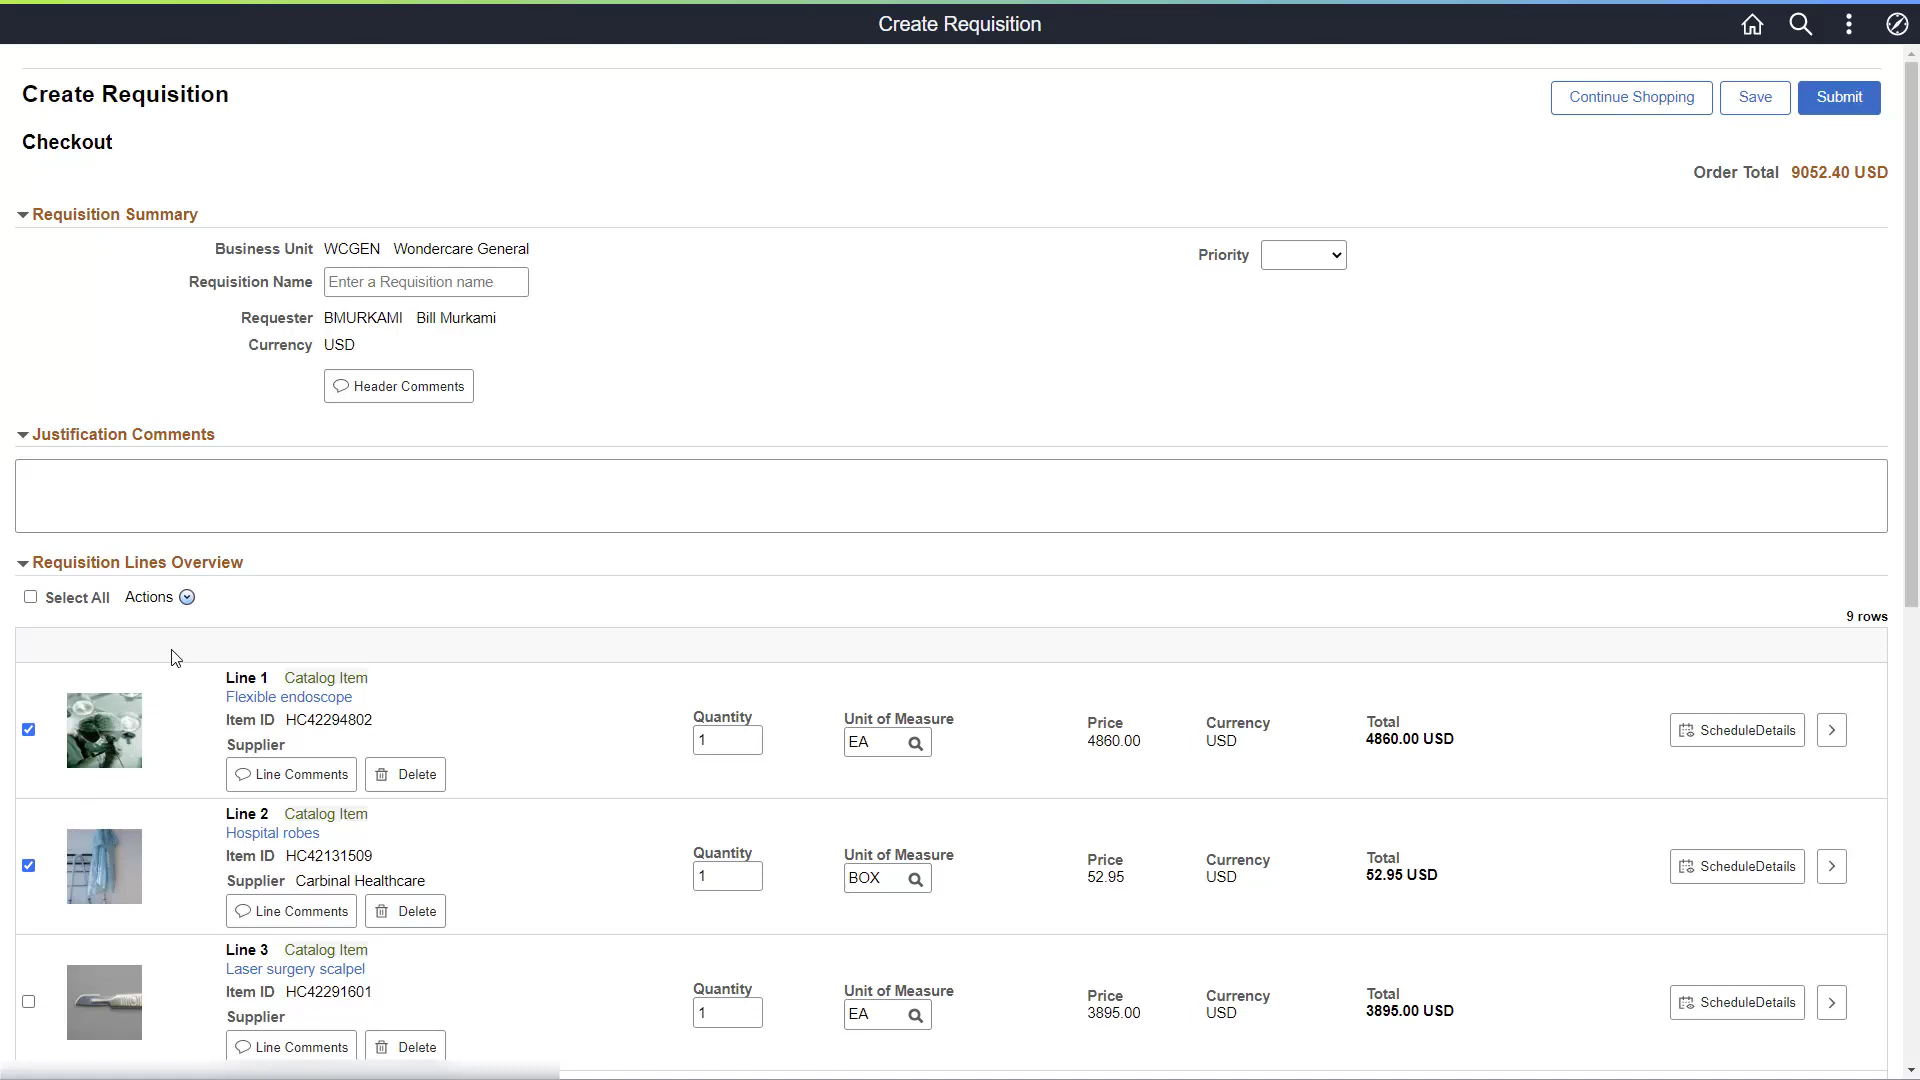 Create Requisition
Create Requisition
Continue Shopping Save Submit
Checkout
Order Total 9052.40 USD
Requisition Summary
Business Unit WCGEN Wondercare General
Priority
Requisition Name Enter a Requisition name
Requester BMURKAMI Bill Murkami
Currency USD
Header Comments
Justification Comments
Requisition Lines Overview
Select All Actions
9 rows
Line 1 Catalog Item
Flexible endoscope
Item ID HC42294802
Supplier
Line Comments Delete
Quantity
1
Unit of Measure
EA
Price
4860.00
Currency
USD
Total
4860.00 USD
ScheduleDetails
Line 2 Catalog Item
Hospital robes
Item ID HC42131509
Supplier Carbinal Healthcare
Line Comments Delete
Quantity
1
Unit of Measure
BOX
Price
52.95
Currency
USD
Total
52.95 USD
ScheduleDetails
Line 3 Catalog Item
Laser surgery scalpel
Item ID HC42291601
Supplier
Line Comments Delete
Quantity
1
Unit of Measure
EA
Price
3895.00
Currency
USD
Total
3895.00 USD
ScheduleDetails